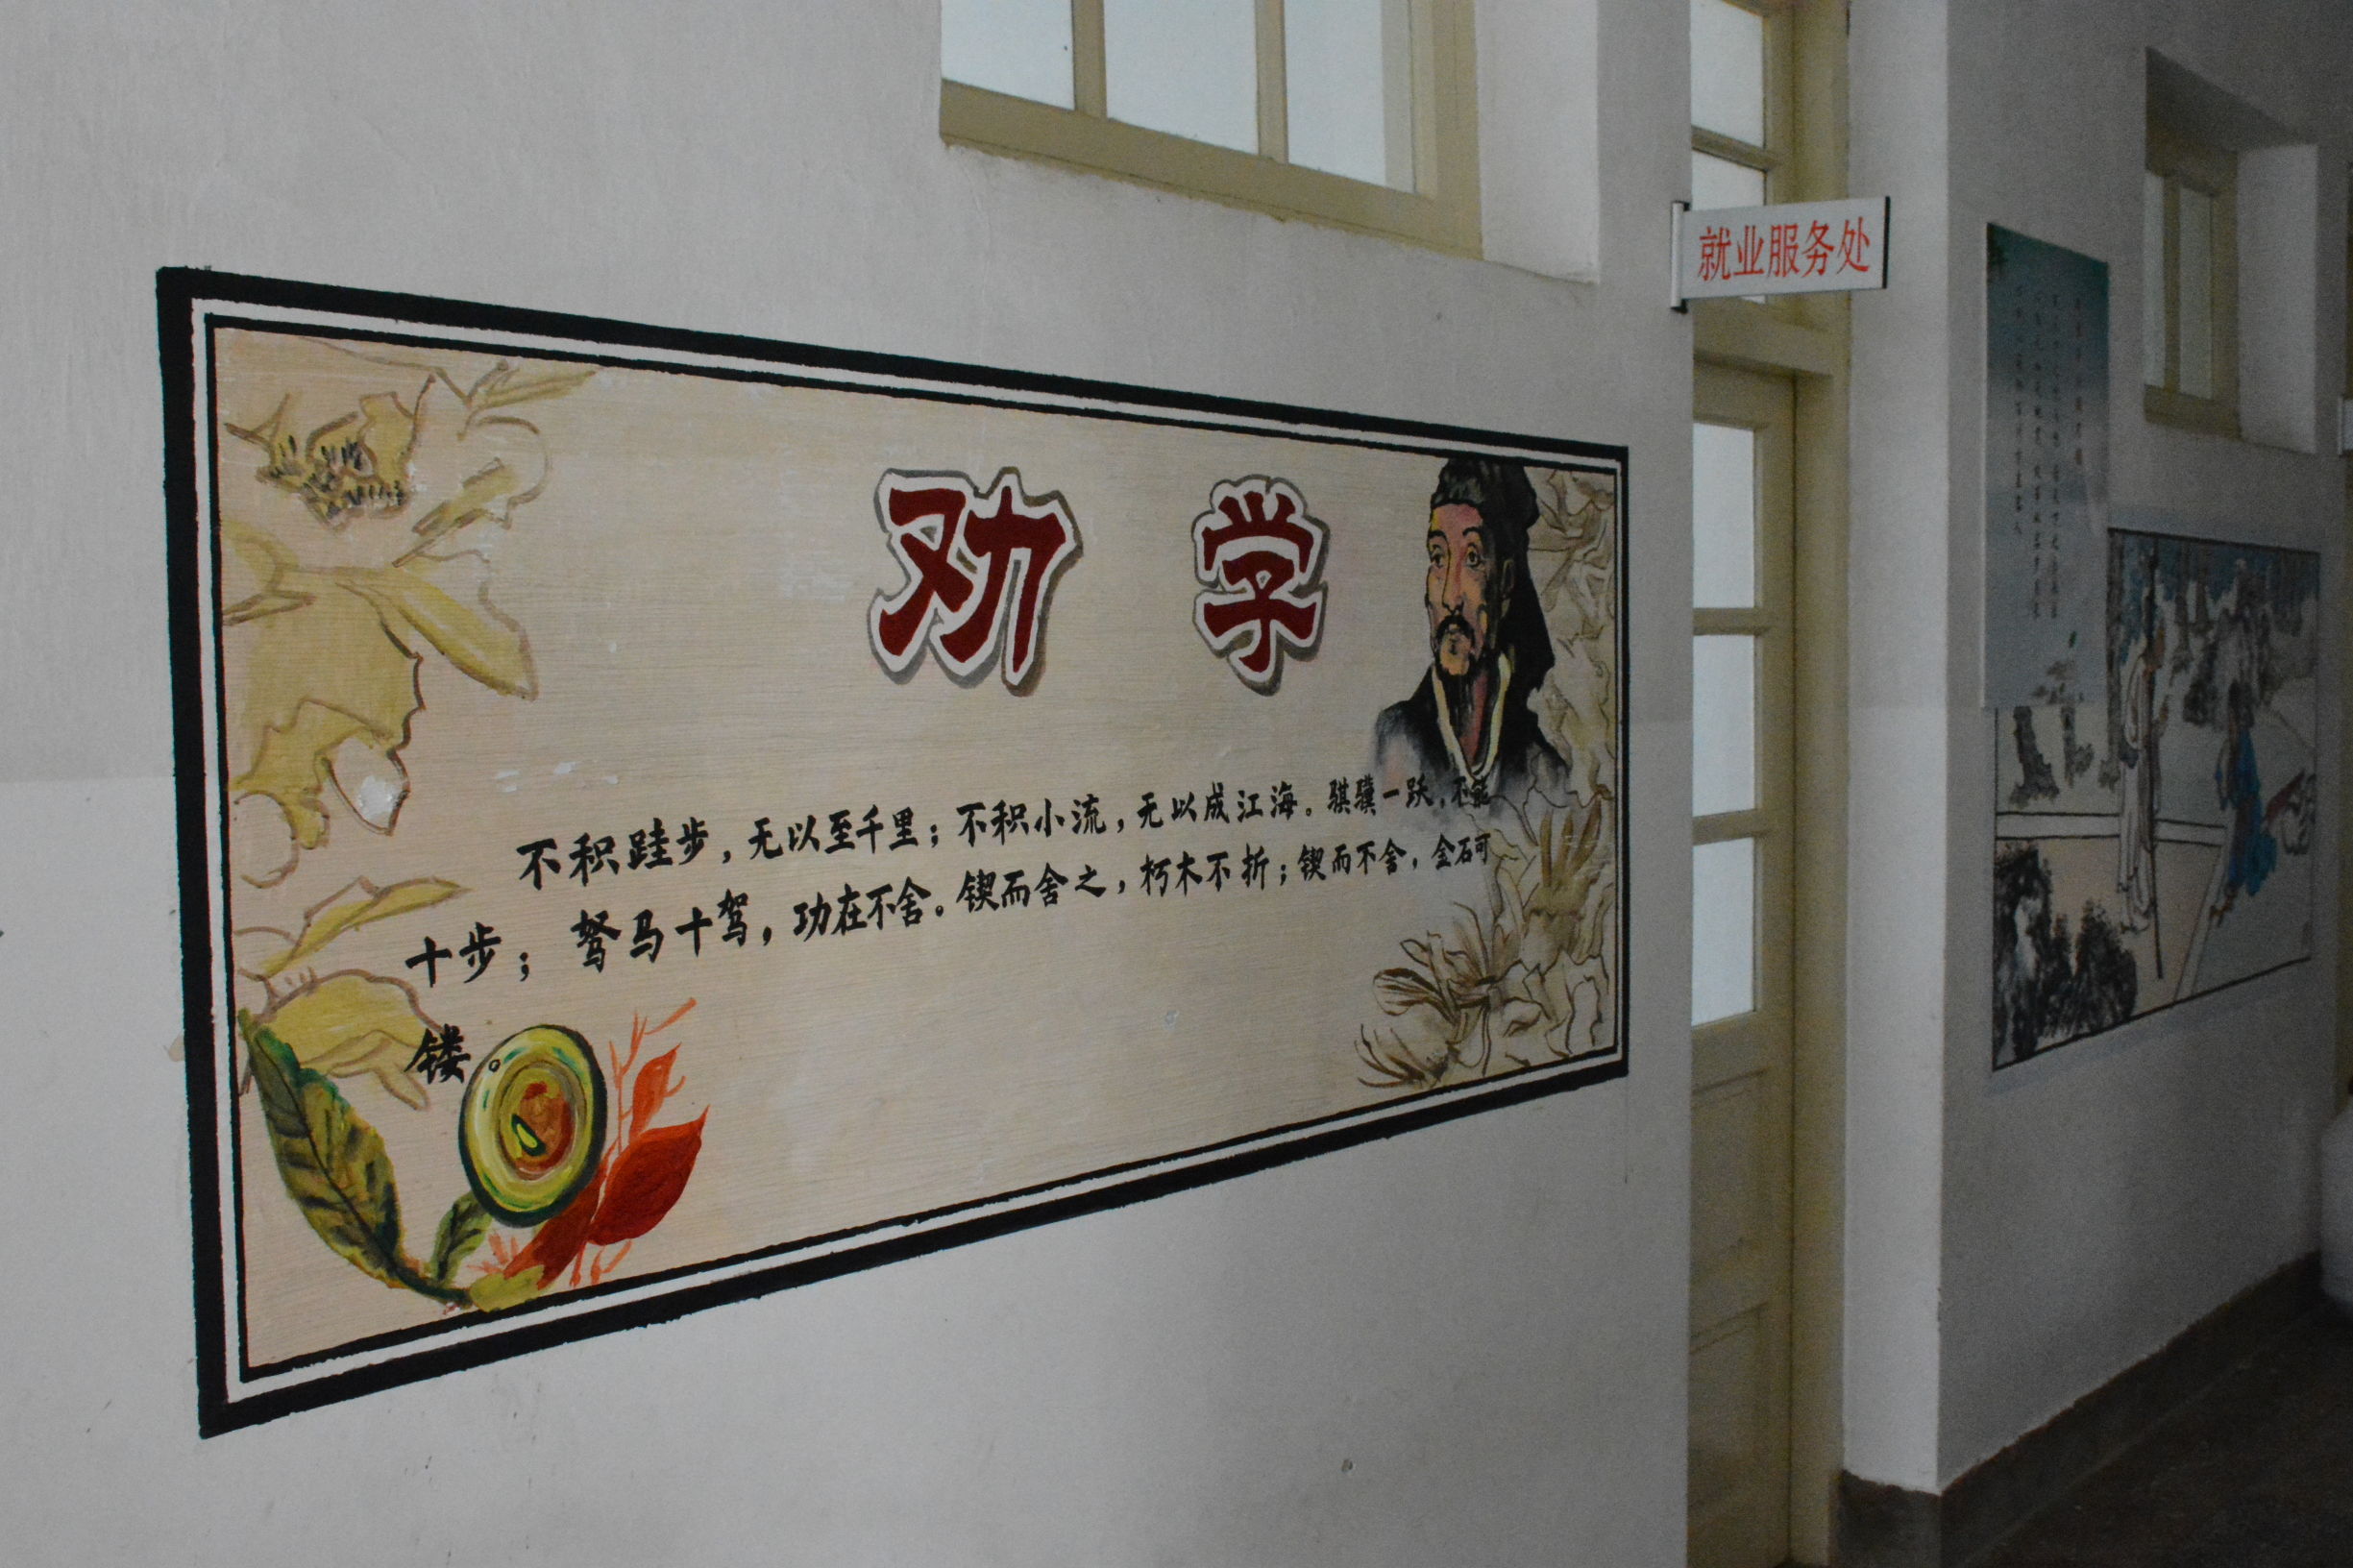 劝学
不积跬步，无以至千里；不积小流，无以成江海。骐骥一跃，不能
十步；驽马十驾，功在不舍。锲而舍之，朽木不折；锲而不舍，金石可
镂。
就业服务处